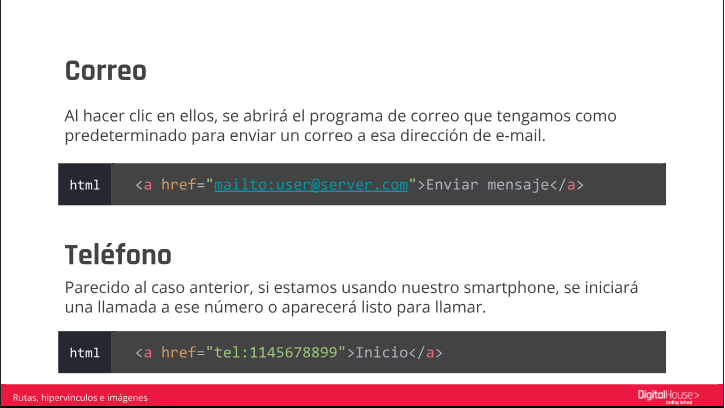 Correo
Al hacer clic en ellos, se abrirá el programa de correo que tengamos como
predeterminado para enviar un correo a esa dirección de e-mail.
html <a href="mailto:user@server.com">Enviar mensaje</a>
Teléfono
Parecido al caso anterior, si estamos usando nuestro smartphone, se iniciará
una llamada a ese número o aparecerá listo para llamar.
html <a href="tel:1145678899">Inicio</a>
Rutas, hipervínculos e imágenes
DigitalHouse>
Coding School